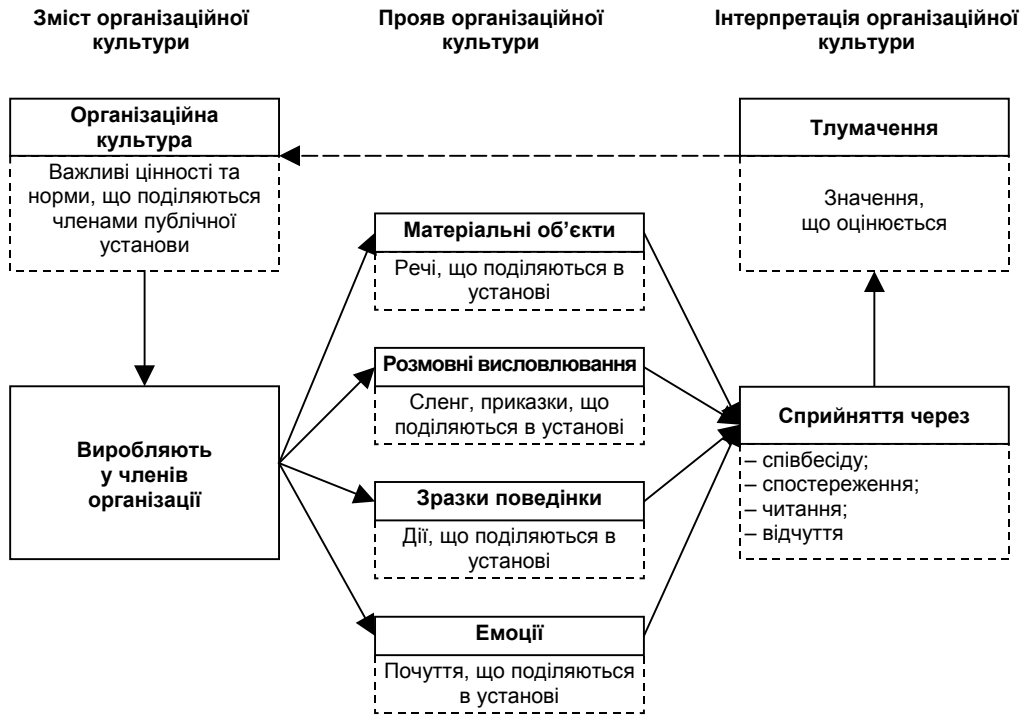 Зміст організаційної
культури
Прояв організаційної
культури
Інтерпретація організаційної
культури
Організаційна
культура
Важливі цінності та
норми, що поділяються
членами публічної
установи
Виробляють
у членів
організації
Матеріальні об’єкти
Речі, що поділяються в
установі
Розмовні висловлювання
Сленг, приказки, що
поділяються в установі
Зразки поведінки
Дії, що поділяються в
установі
Емоції
Почуття, що поділяються
в установі
Тлумачення
Значення,
що оцінюється
Сприйняття через
– співбесіду;
– спостереження;
– читання;
– відчуття